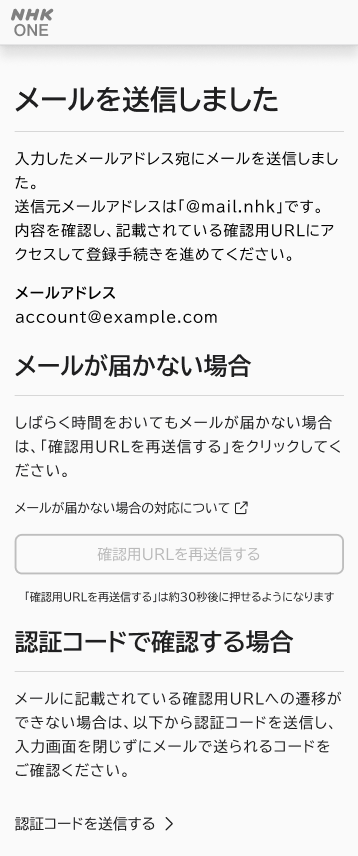 NHK
ONE
メールを送信しました
入力したメールアドレス宛にメールを送信しまし
た。
送信元メールアドレスは「@mail.nhk」です。
内容を確認し、記載されている確認用URLにア
クセスして登録手続きを進めてください。
メールアドレス
account@example.com
メールが届かない場合
しばらく時間をおいてもメールが届かない場合
は、「確認用URLを再送信する」をクリックしてく
ださい。
メールが届かない場合の対応について
確認用URLを再送信する
「確認用URLを再送信する」は約30秒後に押せるようになります
認証コードで確認する場合
メールに記載されている確認用URLへの遷移が
できない場合は、以下から認証コードを送信し、
入力画面を閉じずにメールで送られるコードを
ご確認ください。
認証コードを送信する